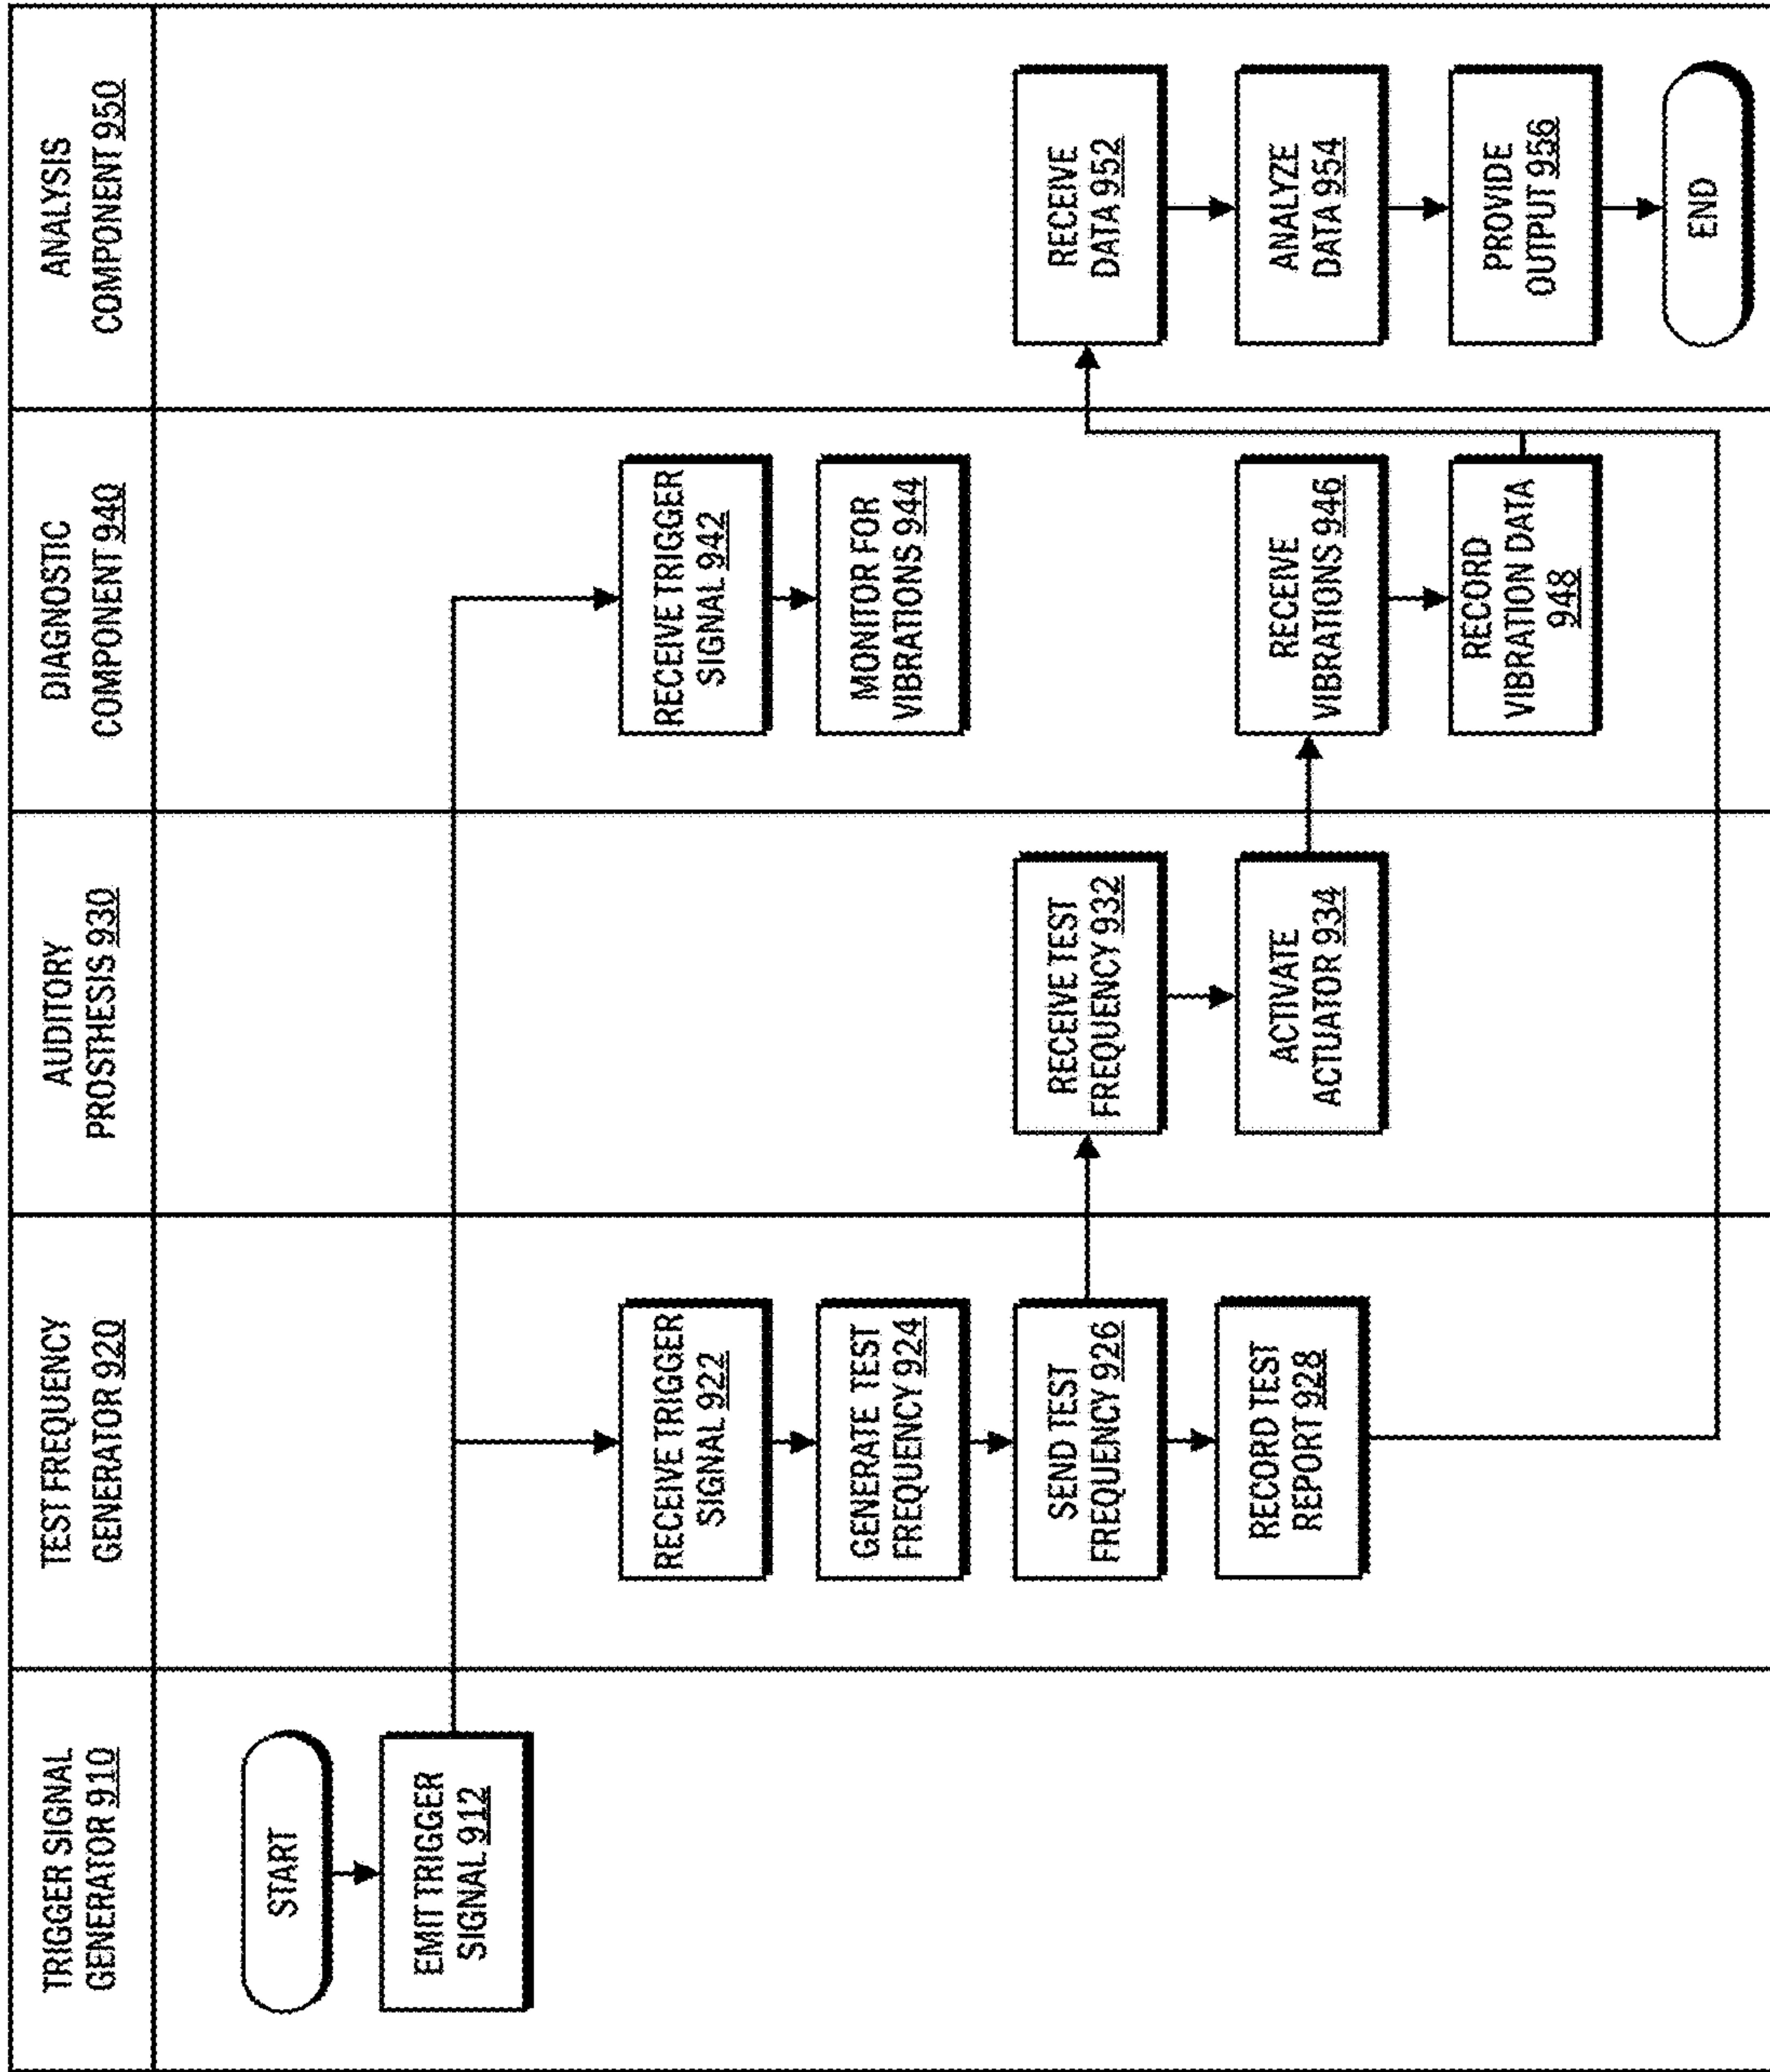 TRIGGER SIGNAL
GENERATOR 910
TEST FREQUENCY
GENERATOR 920
AUDITORY
PROSTHESIS 930
DIAGNOSTIC
COMPONENT 940
ANALYSIS
COMPONENT 950
START
EMIT TRIGGER
SIGNAL 912
RECEIVE TRIGGER
SIGNAL 922
GENERATE TEST
FREQUENCY 924
SEND TEST
FREQUENCY 926
RECORD TEST
REPORT 928
RECEIVE TEST
FREQUENCY 932
ACTIVATE
ACTUATOR 934
RECEIVE TRIGGER
SIGNAL 942
MONITOR FOR
VIBRATIONS 944
RECEIVE
VIBRATIONS 946
RECORD
VIBRATION DATA
948
RECEIVE
DATA 952
ANALYZE
DATA 954
PROVIDE
OUTPUT 956
END